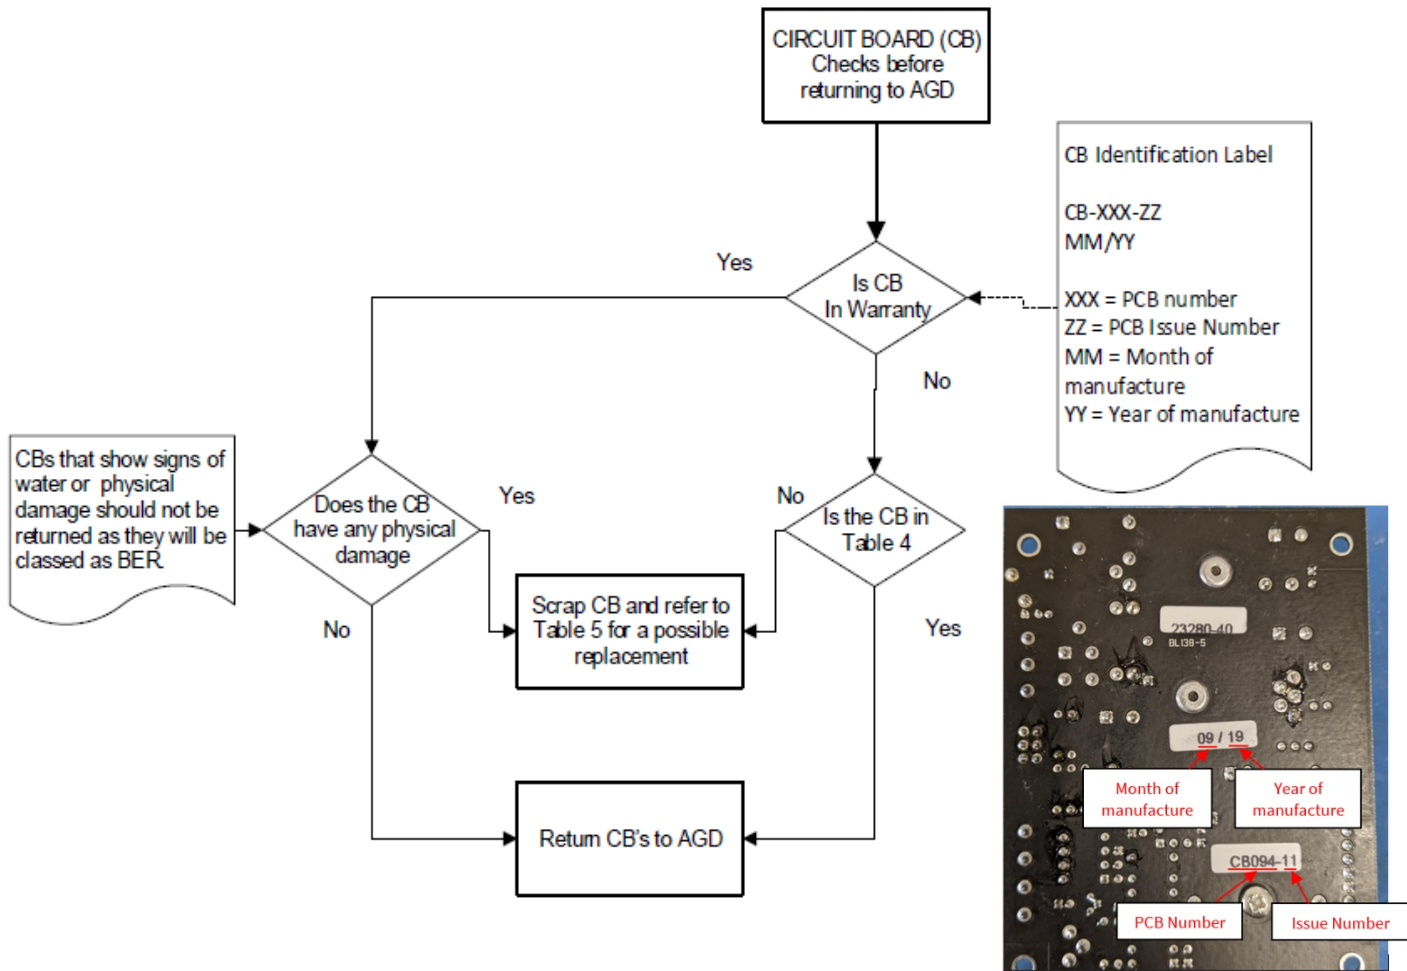 CIRCUIT BOARD (CB)
Checks before
returning to AGD
CB Identification Label
CB-XXX-ZZ
MM/YY
XXX = PCB number
ZZ = PCB Issue Number
MM = Month of
manufacture
YY = Year of manufacture
Yes
Is CB
In Warranty
No
CBs that show signs of
water or physical
damage should not be
returned as they will be
classed as BER.
Does the CB
have any physical
damage
Yes
No
Is the CB in
Table 4
Scrap CB and refer to
Table 5 for a possible
replacement
No
Yes
Return CB's to AGD
23280-40
BL138-5
09 / 19
Month of
manufacture
Year of
manufacture
CB094-11
PCB Number
Issue Number